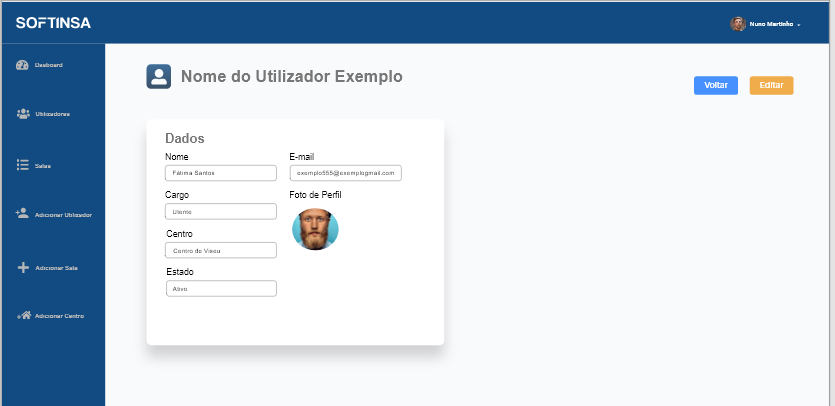 SOFTINSA
Nuno Martinho
Dasboard
Utilizadores
Salas
Adicionar Utilizador
Adicionar Sala
Adicionar Centro
Nome do Utilizador Exemplo
Voltar
Editar
Dados
Nome
E-mail
Fátima Santos
exemplo555@exemplogmail.com
Cargo
Foto de Perfil
Utente
Centro
Centro de Viseu
Estado
Ativo